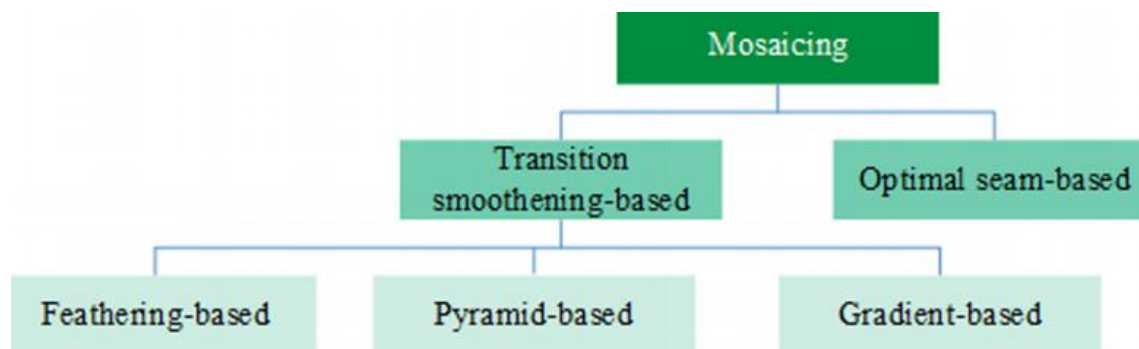 Mosaicing
Transition
smoothening-based
Optimal seam-based
Feathering-based
Pyramid-based
Gradient-based